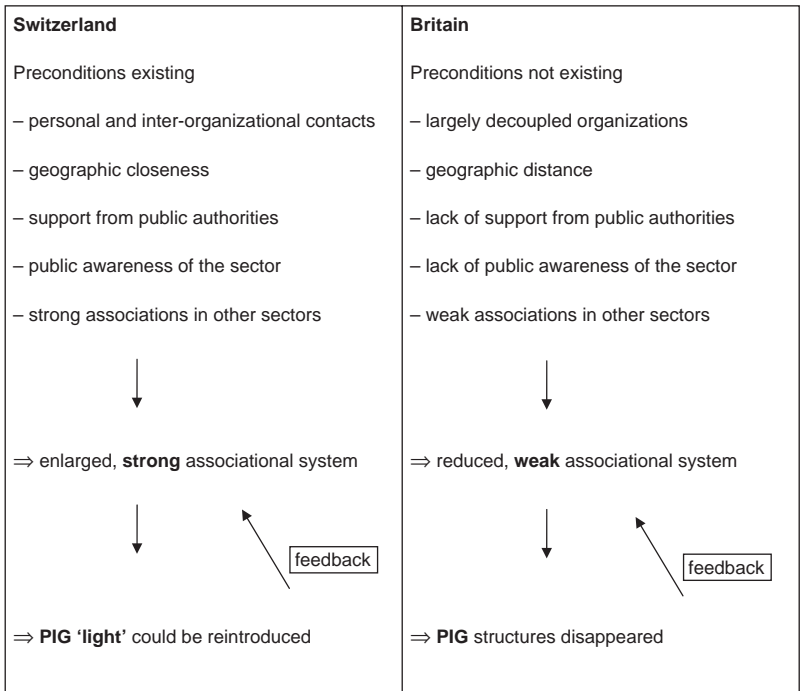 Switzerland
Preconditions existing
– personal and inter-organizational contacts
– geographic closeness
– support from public authorities
– public awareness of the sector
– strong associations in other sectors
⇒ enlarged, strong associational system
feedback
⇒ PIG ‘light’ could be reintroduced
Britain
Preconditions not existing
– largely decoupled organizations
– geographic distance
– lack of support from public authorities
– lack of public awareness of the sector
– weak associations in other sectors
⇒ reduced, weak associational system
feedback
⇒ PIG structures disappeared